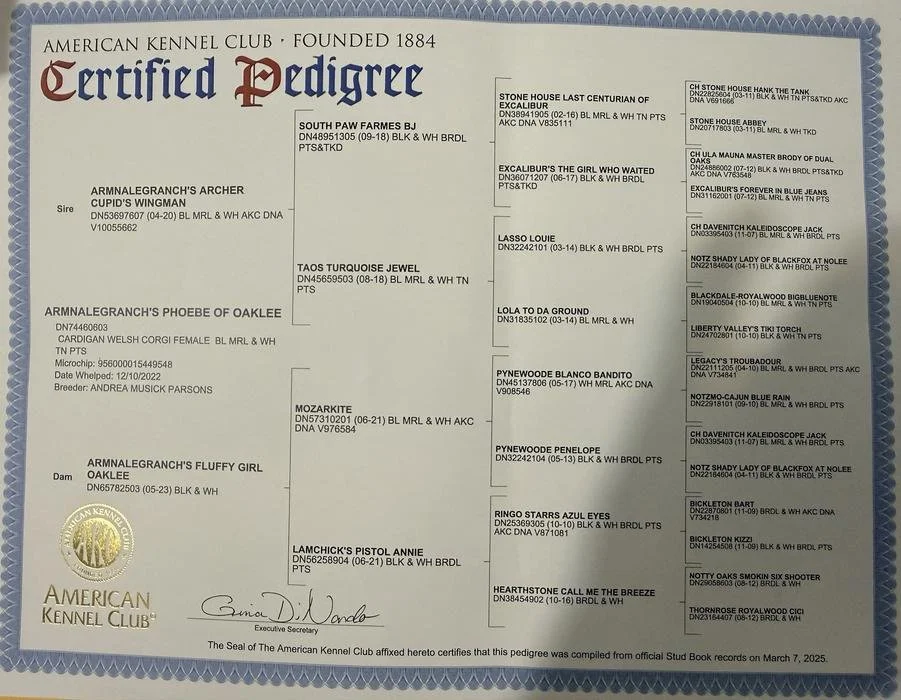 AMERICAN KENNEL CLUB · FOUNDED 1884
Certified Pedigree
Sire
ARMNALEGRANCH'S ARCHER
CUPID'S WINGMAN
DN53697607 (04-20) BL MRL & WH AKC DNA
V10055662
ARMNALEGRANCH'S PHOEBE OF OAKLEE
DN74460603
CARDIGAN WELSH CORGI FEMALE BL MRL & WH
TN PTS
Microchip: 956000015449548
Date Whelped: 12/10/2022
Breeder: ANDREA MUSICK PARSONS
Dam
ARMNALEGRANCH'S FLUFFY GIRL
OAKLEE
DN65782503 (05-23) BLK & WH
SOUTH PAW FARMES BJ
DN48951305 (09-18) BLK & WH BRDL
PTS&TKD
TAOS TURQUOISE JEWEL
DN45659503 (08-18) BL MRL & WH TN
PTS
MOZARKITE
DN57310201 (06-21) BL MRL & WH AKC
DNA V976584
LAMCHICK'S PISTOL ANNIE
DN56258904 (06-21) BLK & WH BRDL
PTS
STONE HOUSE LAST CENTURIAN OF
EXCALIBUR
DN38941905 (02-16) BL MRL & WH TN PTS
AKC DNA V835111
EXCALIBUR'S THE GIRL WHO WAITED
DN36071207 (06-17) BLK & WH BRDL
PTS&TKD
LASSO LOUIE
DN32242101 (03-14) BLK & WH BRDL PTS
LOLA TO DA GROUND
DN31835102 (03-14) BL MRL & WH
PYNEWOODE BLANCO BANDITO
DN45137806 (05-17) WH MRL AKC DNA
V908546
PYNEWOODE PENELOPE
DN32242104 (05-13) BLK & WH BRDL PTS
RINGO STARRS AZUL EYES
DN25369305 (10-10) BLK & WH BRDL PTS
AKC DNA V871081
HEARTHSTONE CALL ME THE BREEZE
DN38454902 (10-16) BRDL & WH
CH STONE HOUSE HANK THE TANK
DN22825604 (03-11) BLK & WH TN PTS&TKD AKC
DNA V691666
STONE HOUSE ABBEY
DN20717803 (03-11) BL MRL & WH TKD
CH ULA MAUNA MASTER BRODY OF DUAL
OAKS
DN24886002 (07-12) BLK & WH BRDL PTS&TKD
AKC DNA V763548
EXCALIBUR'S FOREVER IN BLUE JEANS
DN31162001 (07-12) BL MRL & WH TN PTS
CH DAVENITCH KALEIDOSCOPE JACK
DN03395403 (11-07) BL MRL & WH BRDL PTS
NOTZ SHADY LADY OF BLACKFOX AT NOLEE
DN22184604 (04-11) BLK & WH BRDL PTS
BLACKDALE-ROYALWOOD BIGBLUENOTE
DN19040504 (10-10) BL MRL & WH TN PTS
LIBERTY VALLEY'S TIKI TORCH
DN24702801 (10-10) BLK & WH TN PTS
LEGACY'S TROUBADOUR
DN22111205 (04-10) BL MRL & WH BRDL PTS AKC
DNA V734841
NOTZMO-CAJUN BLUE RAIN
DN22918101 (09-10) BL MRL & WH BRDL PTS
CH DAVENITCH KALEIDOSCOPE JACK
DN03395403 (11-07) BL MRL & WH BRDL PTS
NOTZ SHADY LADY OF BLACKFOX AT NOLEE
DN22184604 (04-11) BLK & WH BRDL PTS
BICKLETON BART
DN22870801 (11-09) BRDL & WH AKC DNA
V734218
BICKLETON KIZZI
DN14254508 (11-09) BLK & WH BRDL PTS
NOTTY OAKS SMOKIN SIX SHOOTER
DN29058603 (08-12) BRDL & WH
THORNROSE ROYALWOOD CICI
DN23164407 (08-12) BRDL & WH
AMERICAN KENNEL CLUB
AMERICAN
KENNEL CLUB®
Gina DiNardo
Executive Secretary
The Seal of The American Kennel Club affixed hereto certifies that this pedigree was compiled from official Stud Book records on March 7, 2025.